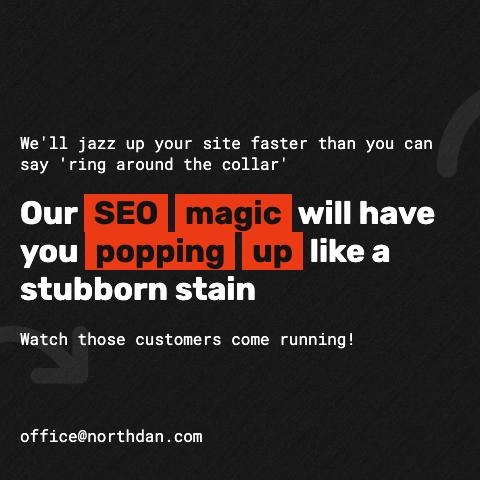 We'll jazz up your site faster than you can
say 'ring around the collar'
Our SEO magic will have
you popping up like a
stubborn stain
Watch those customers come running!
office@northdan.com